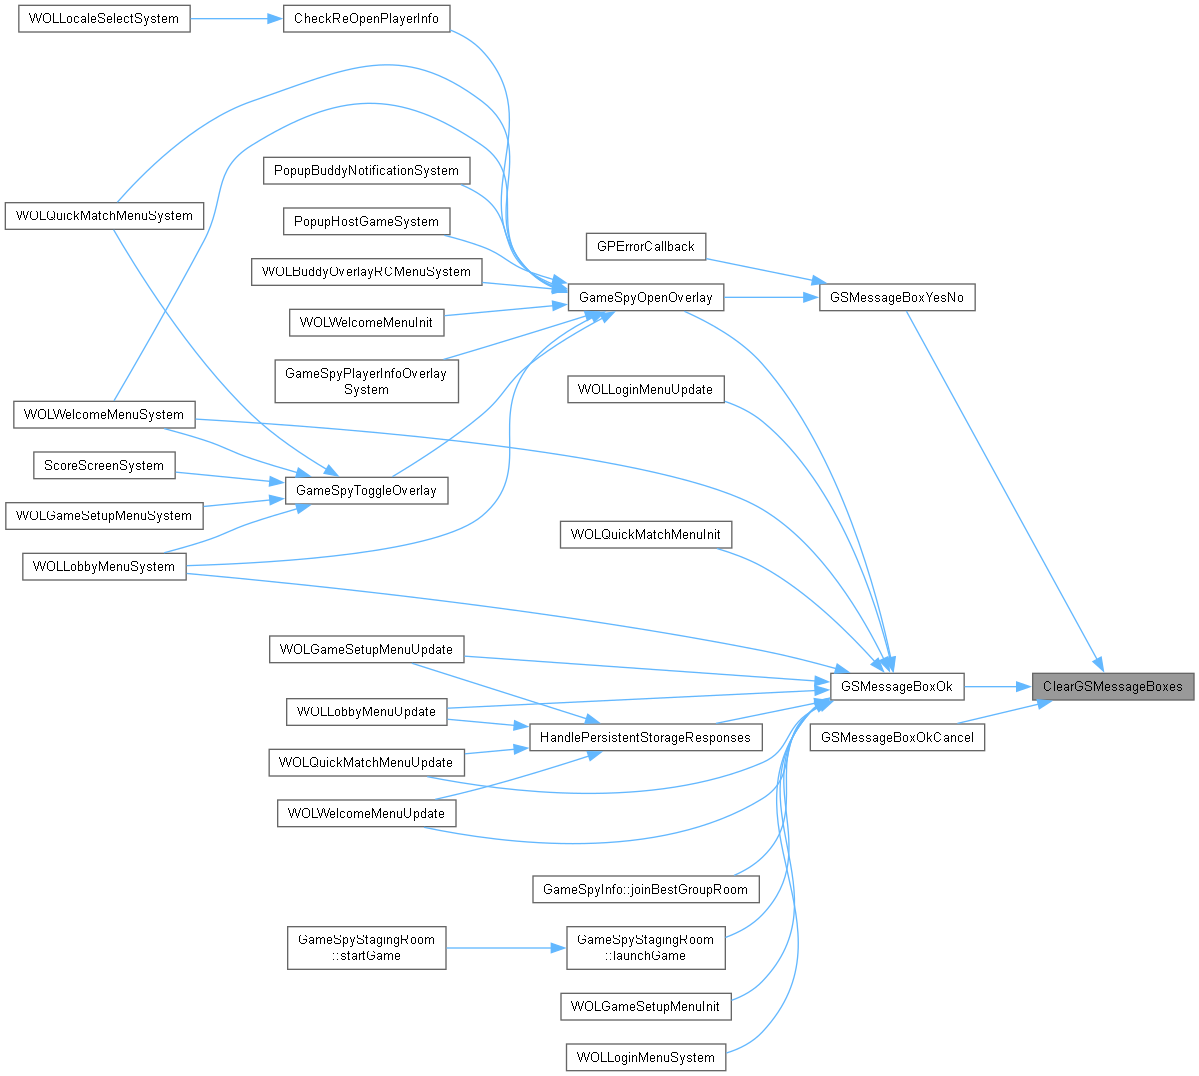 WOLLocaleSelectSystem
CheckReOpenPlayerInfo
PopupBuddyNotificationSystem
WOLQuickMatchMenuSystem
PopupHostGameSystem
GPErrorCallback
WOLBuddyOverlayRCMenuSystem
GameSpyOpenOverlay
GSMessageBoxYesNo
WOLWelcomeMenuInit
GameSpyPlayerInfoOverlay
System
WOLLoginMenuUpdate
WOLWelcomeMenuSystem
ScoreScreenSystem
GameSpyToggleOverlay
WOLGameSetupMenuSystem
WOLQuickMatchMenuInit
WOLLobbyMenuSystem
WOLGameSetupMenuUpdate
GSMessageBoxOk
ClearGSMessageBoxes
WOLLobbyMenuUpdate
HandlePersistentStorageResponses
GSMessageBoxOkCancel
WOLQuickMatchMenuUpdate
WOLWelcomeMenuUpdate
GameSpyInfo::joinBestGroupRoom
GameSpyStagingRoom
::startGame
GameSpyStagingRoom
::launchGame
WOLGameSetupMenuInit
WOLLoginMenuSystem